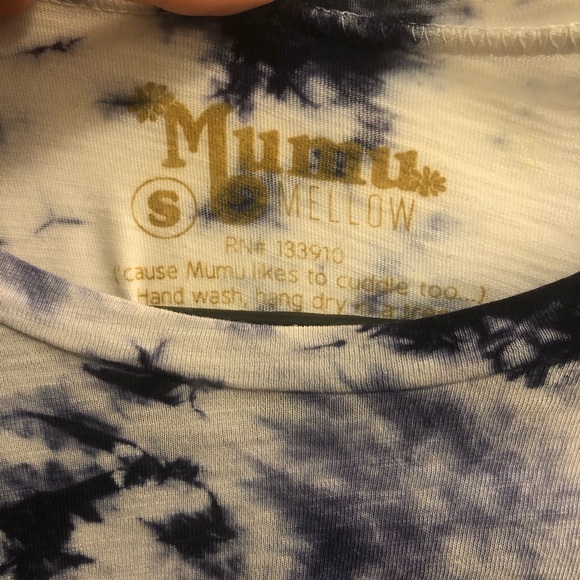 Mumu
S MELLOW
RN# 133910
('cause Mumu likes to cuddle too...)
Hand wash, hang dry